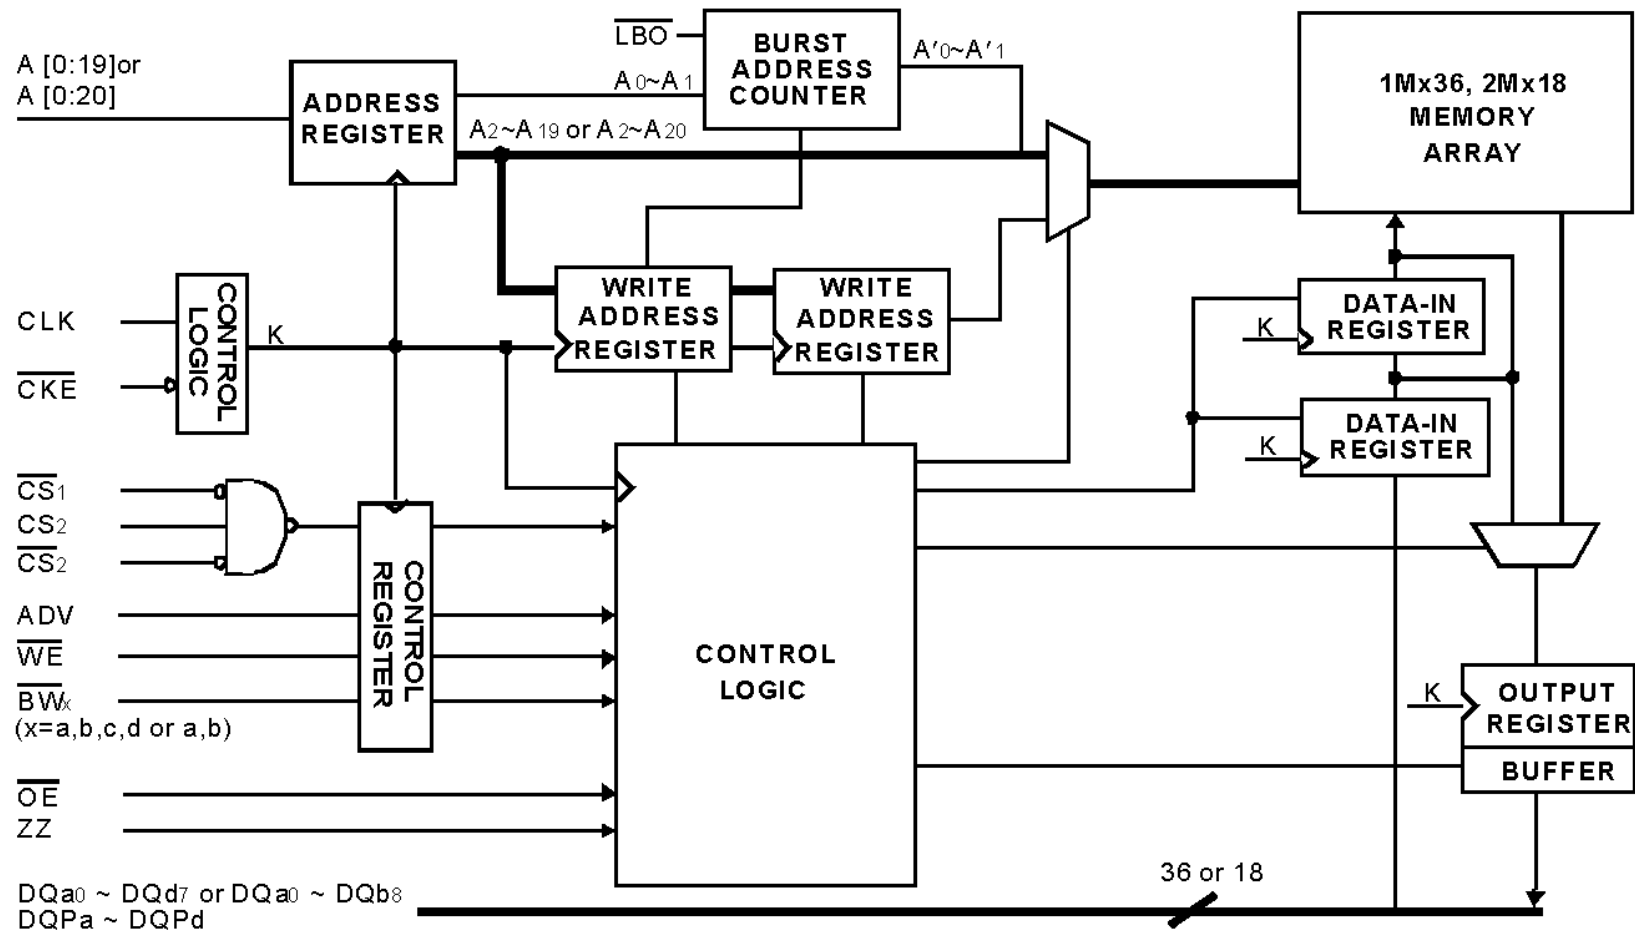 LBO
BURST
ADDRESS
COUNTER
A′0~A′1
A [0:19]or
A [0:20]
ADDRESS
REGISTER
A0~A1
A2~A19 or A2~A20
1Mx36, 2Mx18
MEMORY
ARRAY
WRITE
ADDRESS
REGISTER
WRITE
ADDRESS
REGISTER
DATA-IN
REGISTER
K
CLK
CKE
CONTROL
LOGIC
K
DATA-IN
REGISTER
K
CS1
CS2
CS2
ADV
WE
BWx
(x=a,b,c,d or a,b)
CONTROL
REGISTER
CONTROL
LOGIC
K
OUTPUT
REGISTER
BUFFER
OE
ZZ
36 or 18
DQa0 ~ DQd7 or DQa0 ~ DQb8
DQPa ~ DQPd